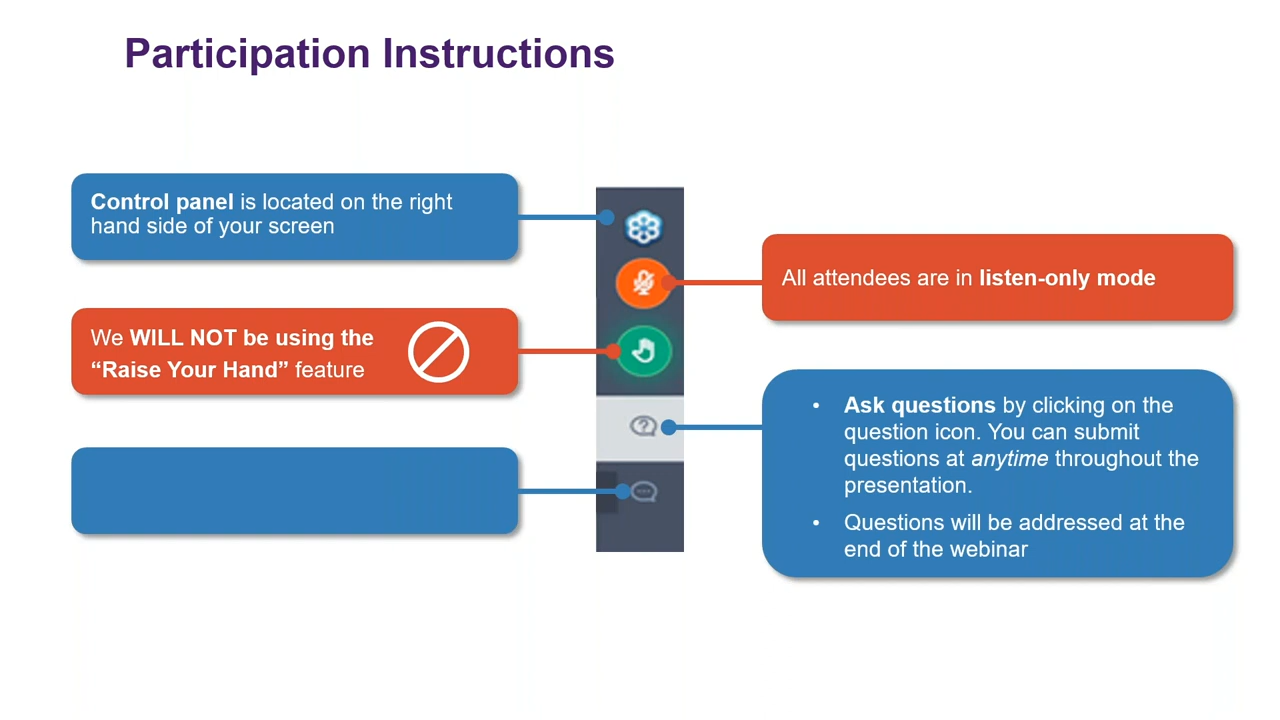 Participation Instructions
Control panel is located on the right
hand side of your screen
We WILL NOT be using the
“Raise Your Hand” feature
All attendees are in listen-only mode
• Ask questions by clicking on the
question icon. You can submit
questions at anytime throughout the
presentation.
• Questions will be addressed at the
end of the webinar